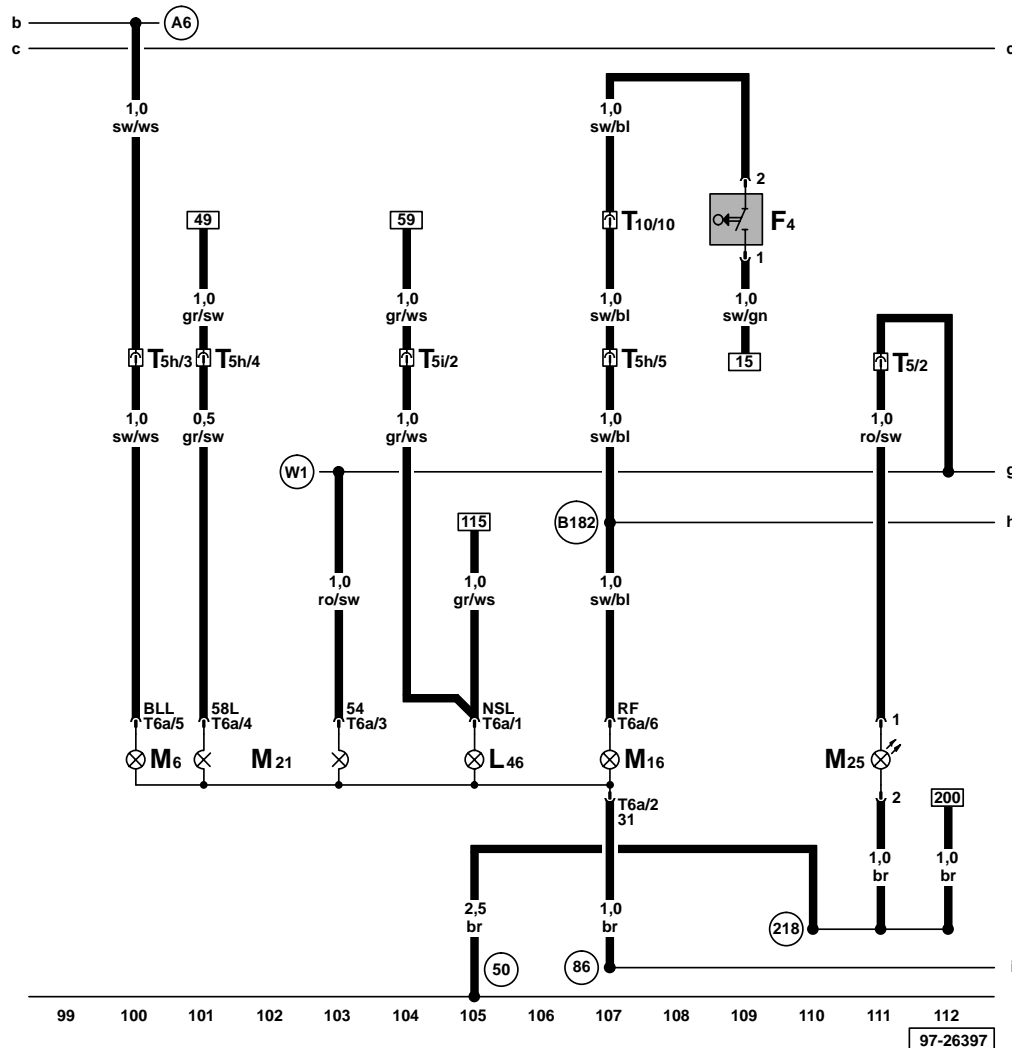 b A6
c c
1,0 1,0
sw/ws sw/bl
2
49 59 T10/10 F4
1
1,0 1,0 1,0 1,0
gr/sw gr/ws sw/bl sw/gn
T5h/3 T5h/4 T5i/2 T5h/5 15 T5/2
1,0 0,5 1,0 1,0 1,0
sw/ws gr/sw gr/ws sw/bl ro/sw
W1 g
115 B182 h
1,0 1,0 1,0
ro/sw gr/ws sw/bl
BLL 58L 54 NSL RF
T6a/5 T6a/4 T6a/3 T6a/1 T6a/6 1
M6 M21 L46 M16 M25
T6a/2 2 200
31
1,0 1,0
br br
2,5 1,0
br br 218
50 86 i
99 100 101 102 103 104 105 106 107 108 109 110 111 112
97-26397